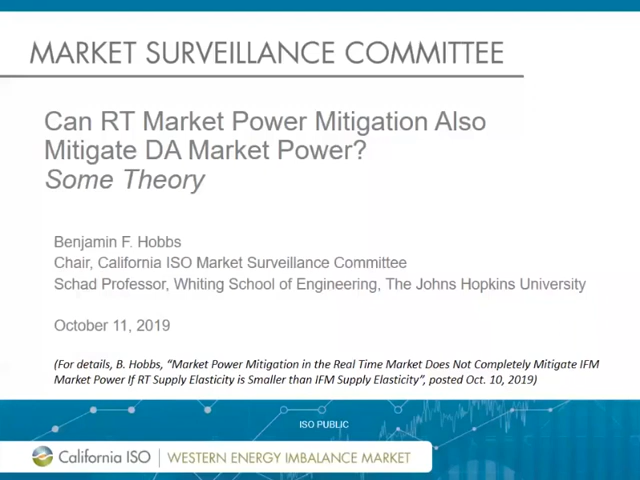 MARKET SURVEILLANCE COMMITTEE
Can RT Market Power Mitigation Also
Mitigate DA Market Power?
Some Theory
Benjamin F. Hobbs
Chair, California ISO Market Surveillance Committee
Schad Professor, Whiting School of Engineering, The Johns Hopkins University
October 11, 2019
(For details, B. Hobbs, “Market Power Mitigation in the Real Time Market Does Not Completely Mitigate IFM
Market Power If RT Supply Elasticity is Smaller than IFM Supply Elasticity”, posted Oct. 10, 2019)
ISO PUBLIC
California ISO | WESTERN ENERGY IMBALANCE MARKET